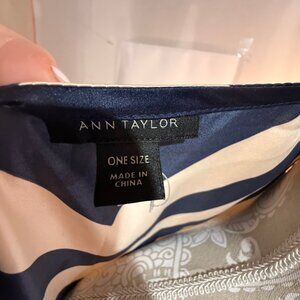 ANN TAYLOR
ONE SIZE
MADE IN
CHINA